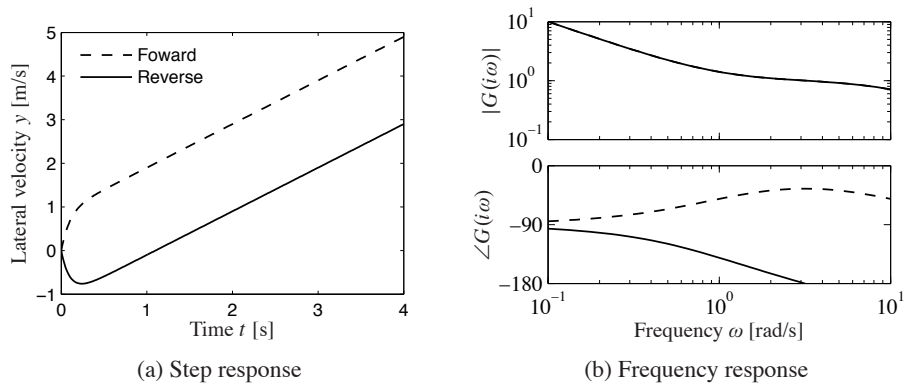 5
4
3
2
1
0
−1
Lateral velocity y [m/s]
Foward
Reverse
0
1
2
3
4
Time t [s]
(a) Step response
10^1
10^0
10^-1
|G(iω)|
0
−90
−180
∠G(iω)
10^-1
10^0
10^1
Frequency ω [rad/s]
(b) Frequency response